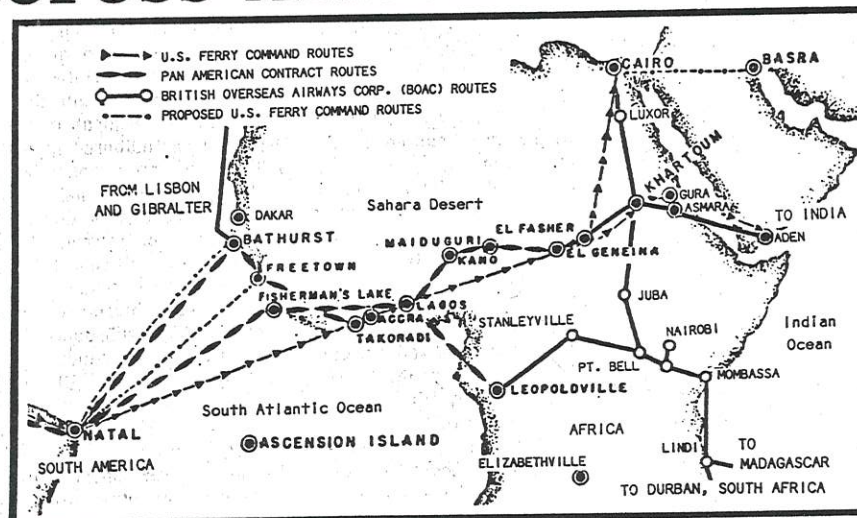 U.S. FERRY COMMAND ROUTES
PAN AMERICAN CONTRACT ROUTES
BRITISH OVERSEAS AIRWAYS CORP. (BOAC) ROUTES
PROPOSED U.S. FERRY COMMAND ROUTES
CAIRO
BASRA
LUXOR
FROM LISBON
AND GIBRALTER
DAKAR
Sahara Desert
KHARTOUM
GURA
ASMARA
TO INDIA
ADEN
BATHURST
MAIDUGURI
EL FASHER
KANO
EL GENEINA
FREETOWN
FISHERMAN'S LAKE
LAGOS
ACCRA
TAKORADI
JUBA
STANLEYVILLE
NAIROBI
Indian
Ocean
PT. BELL
MOMBASSA
LEOPOLDVILLE
NATAL
South Atlantic Ocean
ASCENSION ISLAND
SOUTH AMERICA
AFRICA
ELIZABETHVILLE
LINDI
TO
MADAGASCAR
TO DURBAN, SOUTH AFRICA